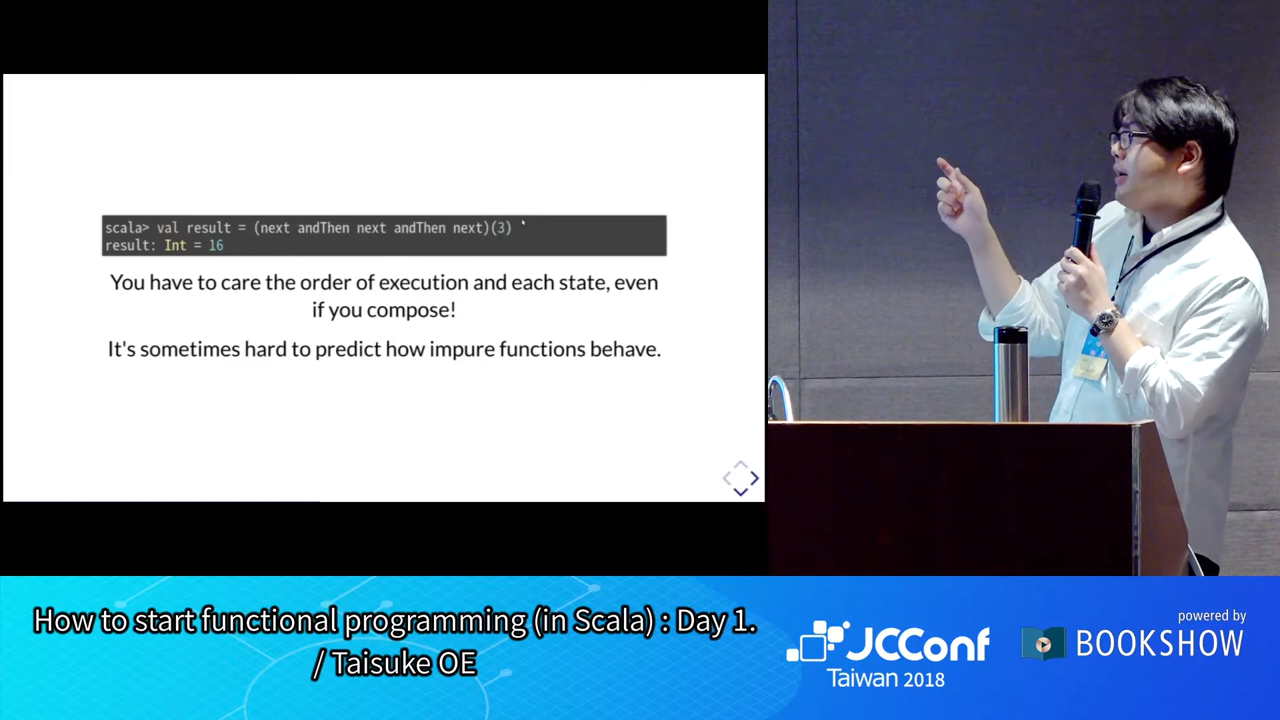 scala> val result = (next andThen next andThen next)(3)
result: Int = 16
You have to care the order of execution and each state, even
if you compose!
It's sometimes hard to predict how impure functions behave.
How to start functional programming (in Scala) : Day 1.
/ Taisuke OE
JCConf
Taiwan 2018
powered by
BOOKSHOW